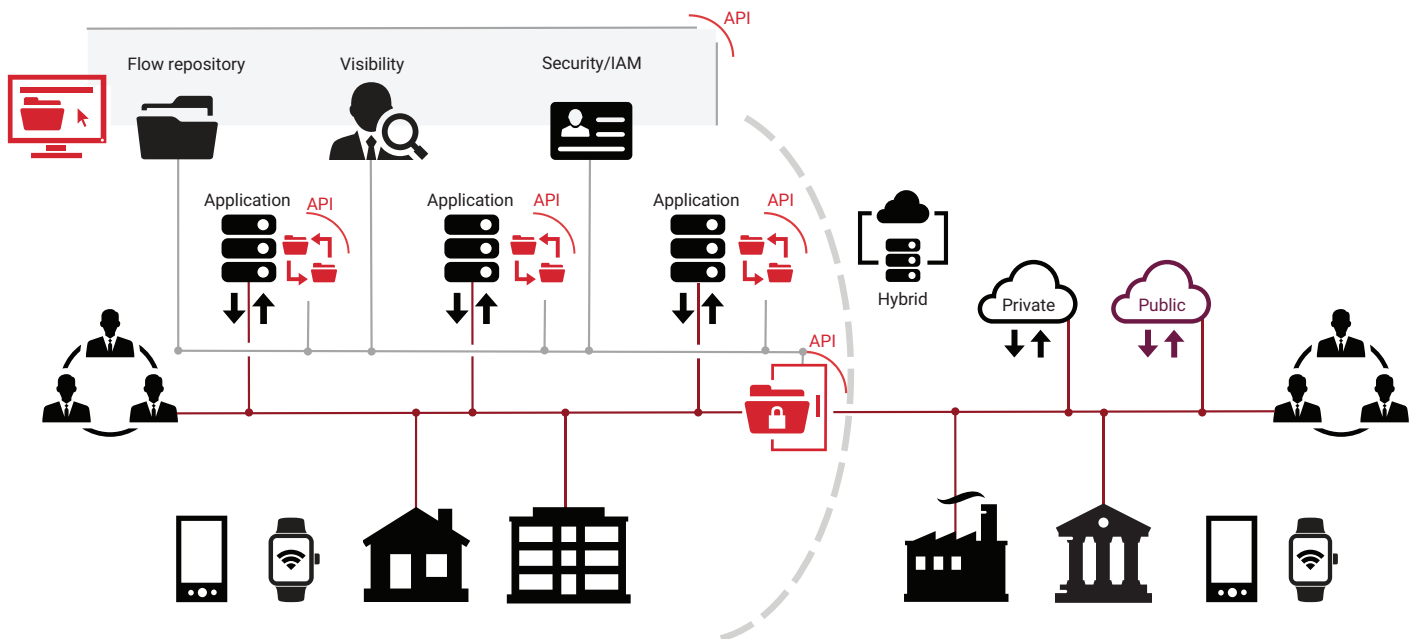 API
Flow repository
Visibility
Security/IAM
Application
API
Application
API
Application
API
Hybrid
Private
Public
API